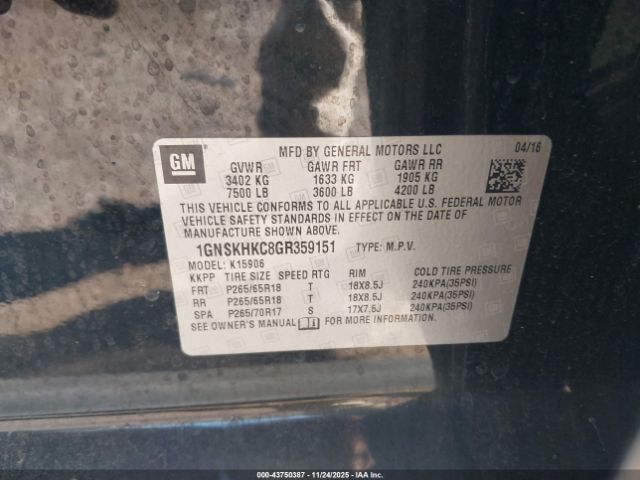 GM
MFD BY GENERAL MOTORS LLC 04/16
GVWR GAWR FRT GAWR RR
3402 KG 1633 KG 1905 KG
7500 LB 3600 LB 4200 LB
THIS VEHICLE CONFORMS TO ALL APPLICABLE U.S. FEDERAL MOTOR
VEHICLE SAFETY STANDARDS IN EFFECT ON THE DATE OF
MANUFACTURE SHOWN ABOVE.
1GNSKHKC8GR359151 TYPE: M.P.V.
MODEL: K15906
KKPP TIRE SIZE SPEED RTG RIM COLD TIRE PRESSURE
FRT P265/65R18 T 18X8.5J 240KPA(35PSI)
RR P265/65R18 T 18X8.5J 240KPA(35PSI)
SPA P265/70R17 S 17X7.5J 240KPA(35PSI)
SEE OWNER'S MANUAL FOR MORE INFORMATION.
000-43750387 - 11/24/2025 - IAA Inc.